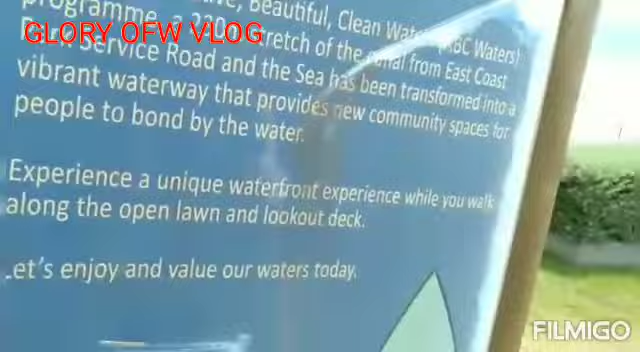 GLORY OFW VLOG
Beautiful, Clean Waters
programme, a 220m stretch of the canal from East Coast
Park Service Road and the Sea has been transformed into a
vibrant waterway that provides new community spaces for
people to bond by the water.
Experience a unique waterfront experience while you walk
along the open lawn and lookout deck.
Let's enjoy and value our waters today.
FILMIGO